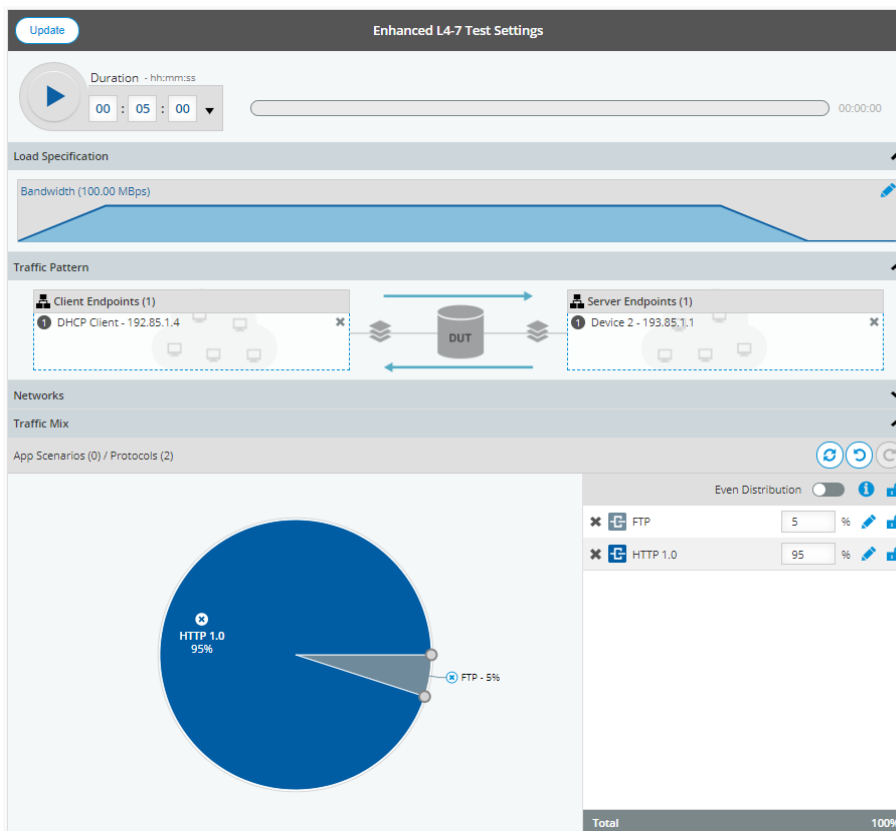 Update
Enhanced L4-7 Test Settings
Duration - hh:mm:ss
00 : 05 : 00
00:00:00
Load Specification
Bandwidth (100.00 MBps)
Traffic Pattern
Client Endpoints (1)
1 DHCP Client - 192.85.1.4
DUT
Server Endpoints (1)
1 Device 2 - 193.85.1.1
Networks
Traffic Mix
App Scenarios (0) / Protocols (2)
Even Distribution
FTP 5 %
HTTP 1.0 95 %
HTTP 1.0
95%
FTP - 5%
Total 100%